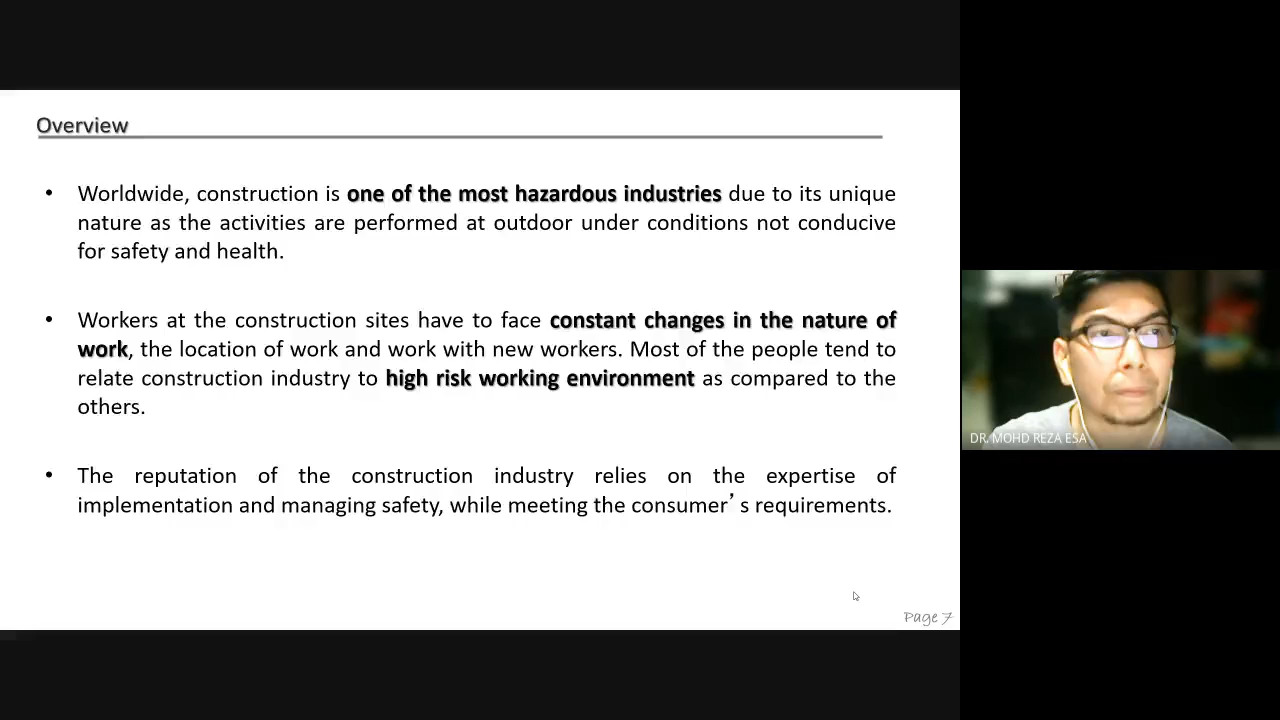 Overview
• Worldwide, construction is one of the most hazardous industries due to its unique
nature as the activities are performed at outdoor under conditions not conducive
for safety and health.
• Workers at the construction sites have to face constant changes in the nature of
work, the location of work and work with new workers. Most of the people tend to
relate construction industry to high risk working environment as compared to the
others.
• The reputation of the construction industry relies on the expertise of
implementation and managing safety, while meeting the consumer’s requirements.
Page 7
DR. MOHD REZA ESA